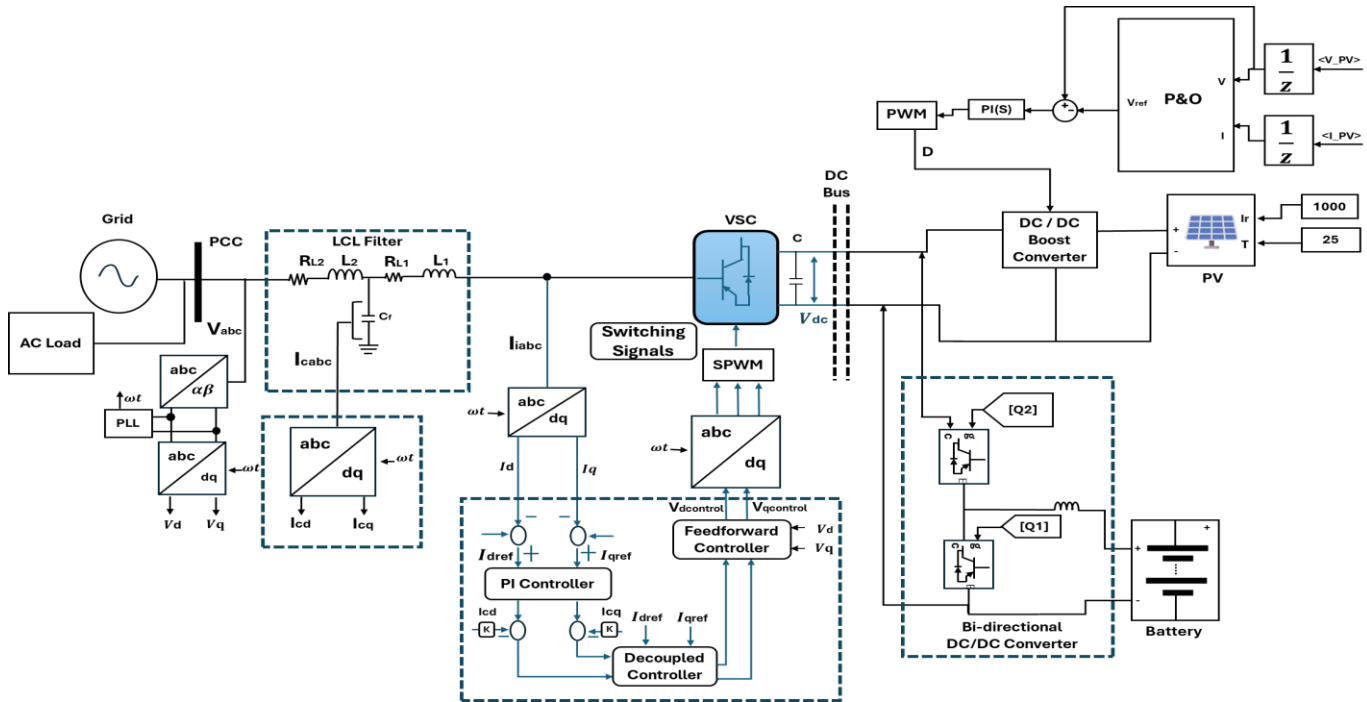 <V_PV>
1
z
V
P&O
Vref
I
<I_PV>
1
z
+
-
PI(S)
PWM
D
DC
Bus
DC / DC
Boost
Converter
+
-
Ir
T
PV
1000
25
Grid
PCC
LCL Filter
RL2
L2
RL1
L1
Cf
VSC
C
Vdc
Vabc
AC Load
Icabc
Iiabc
Switching
Signals
SPWM
abc
αβ
ωt
PLL
abc
dq
ωt
Vd
Vq
abc
dq
ωt
Icd
Icq
ωt
abc
dq
Id
Iq
ωt
abc
dq
Vdcontrol
Vqcontrol
Feedforward
Controller
Vd
Vq
-
-
Idref
+
+
Iqref
PI Controller
Icd
K
-
Icq
K
-
Idref
Iqref
Decoupled
Controller
[Q2]
C
g
E
[Q1]
C
g
E
Bi-directional
DC/DC Converter
+
+
-
Battery